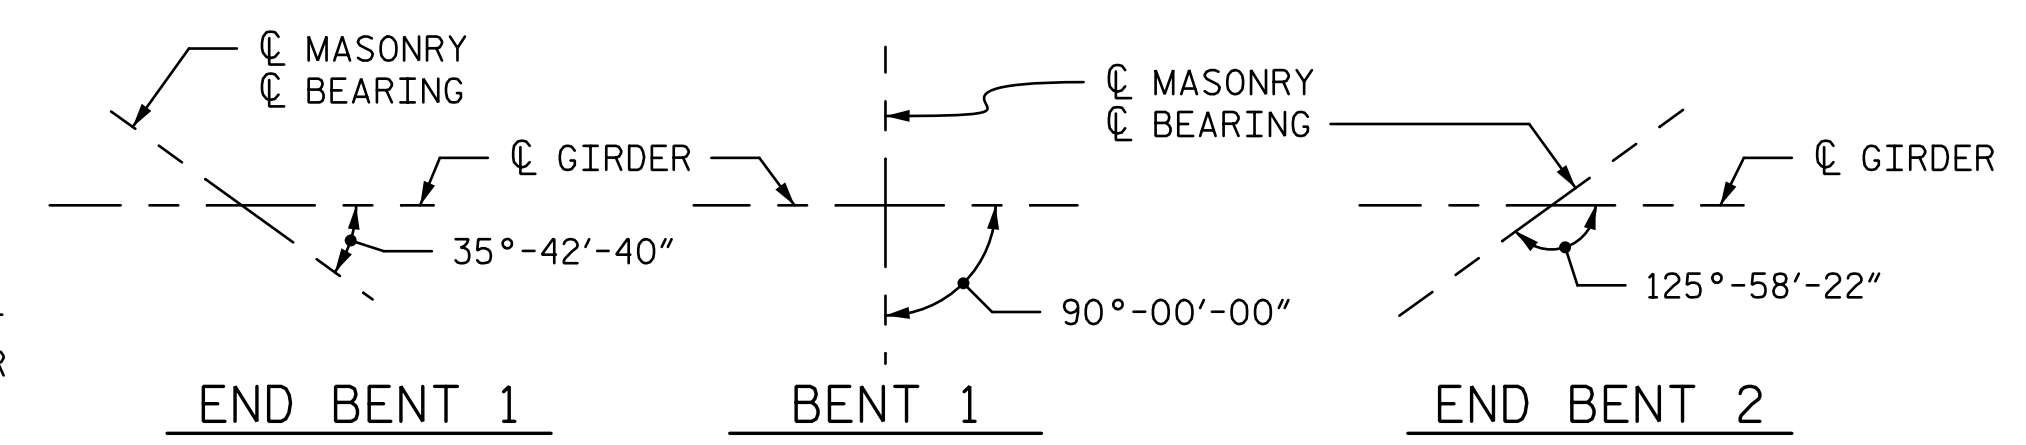 ℄ MASONRY
℄ BEARING
℄ GIRDER
35°-42'-40"
END BENT 1
℄ MASONRY
℄ BEARING
90°-00'-00"
BENT 1
℄ GIRDER
125°-58'-22"
END BENT 2